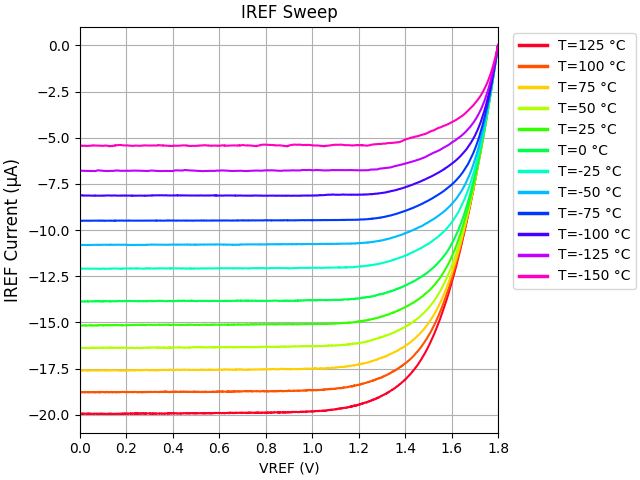 IREF Sweep
IREF Current (μA)
0.0
−2.5
−5.0
−7.5
−10.0
−12.5
−15.0
−17.5
−20.0
0.0 0.2 0.4 0.6 0.8 1.0 1.2 1.4 1.6 1.8
VREF (V)
T=125 °C
T=100 °C
T=75 °C
T=50 °C
T=25 °C
T=0 °C
T=-25 °C
T=-50 °C
T=-75 °C
T=-100 °C
T=-125 °C
T=-150 °C